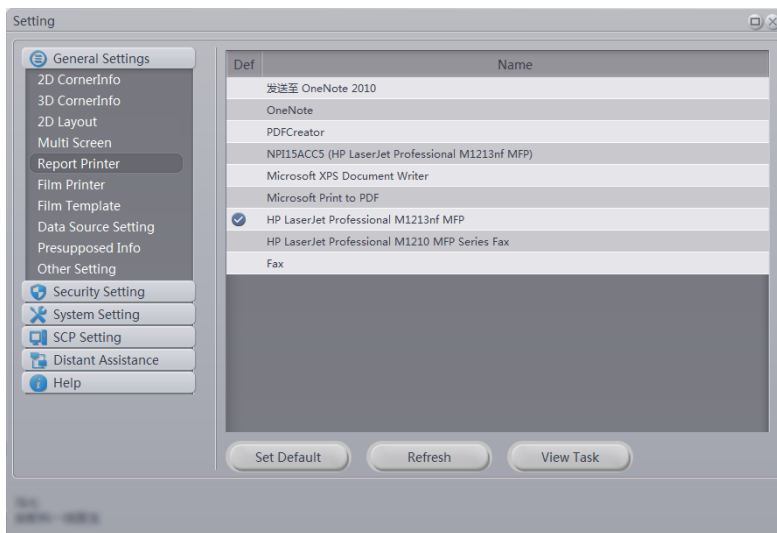 Setting
General Settings
2D CornerInfo
3D CornerInfo
2D Layout
Multi Screen
Report Printer
Film Printer
Film Template
Data Source Setting
Presupposed Info
Other Setting
Security Setting
System Setting
SCP Setting
Distant Assistance
Help
Def Name
发送至 OneNote 2010
OneNote
PDFCreator
NPI15ACC5 (HP LaserJet Professional M1213nf MFP)
Microsoft XPS Document Writer
Microsoft Print to PDF
HP LaserJet Professional M1213nf MFP
HP LaserJet Professional M1210 MFP Series Fax
Fax
Set Default Refresh View Task